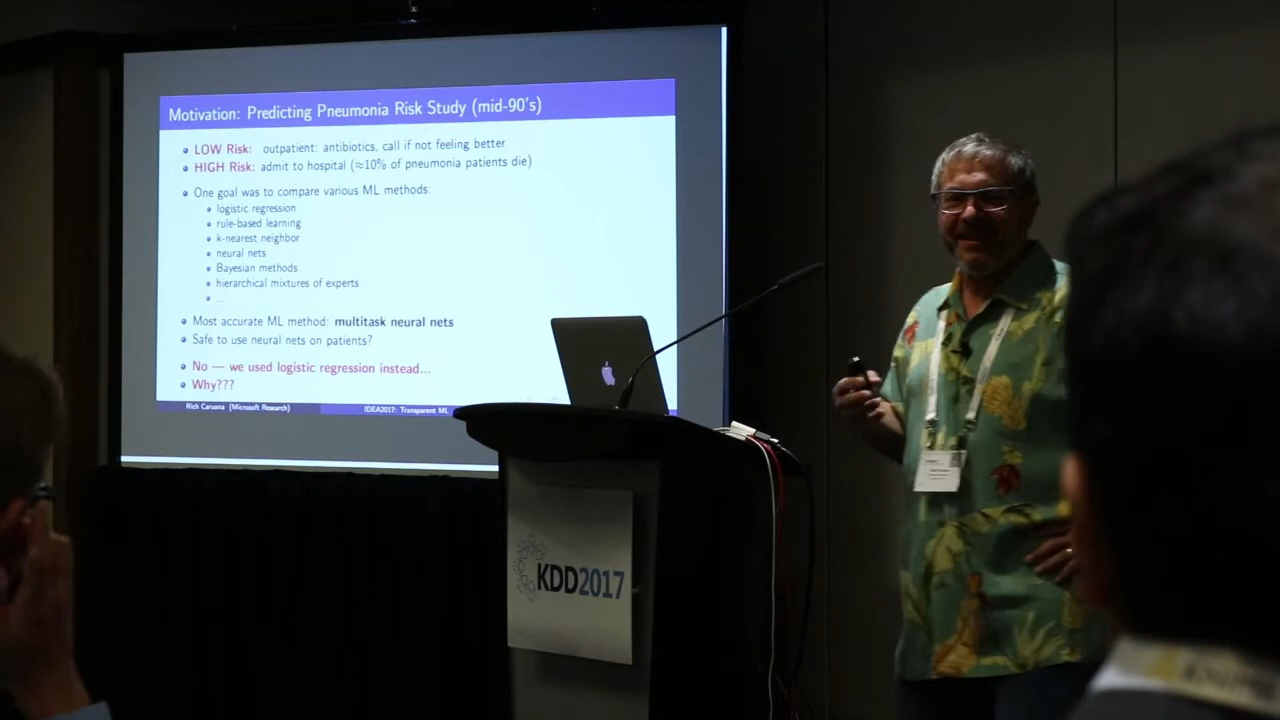 Motivation: Predicting Pneumonia Risk Study (mid-90's)
LOW Risk: outpatient: antibiotics, call if not feeling better
HIGH Risk: admit to hospital (≈10% of pneumonia patients die)
One goal was to compare various ML methods:
logistic regression
rule-based learning
k-nearest neighbor
neural nets
Bayesian methods
hierarchical mixtures of experts
...
Most accurate ML method: multitask neural nets
Safe to use neural nets on patients?
No — we used logistic regression instead...
Why???
Rich Caruana (Microsoft Research) IDEA2017: Transparent ML
KDD2017